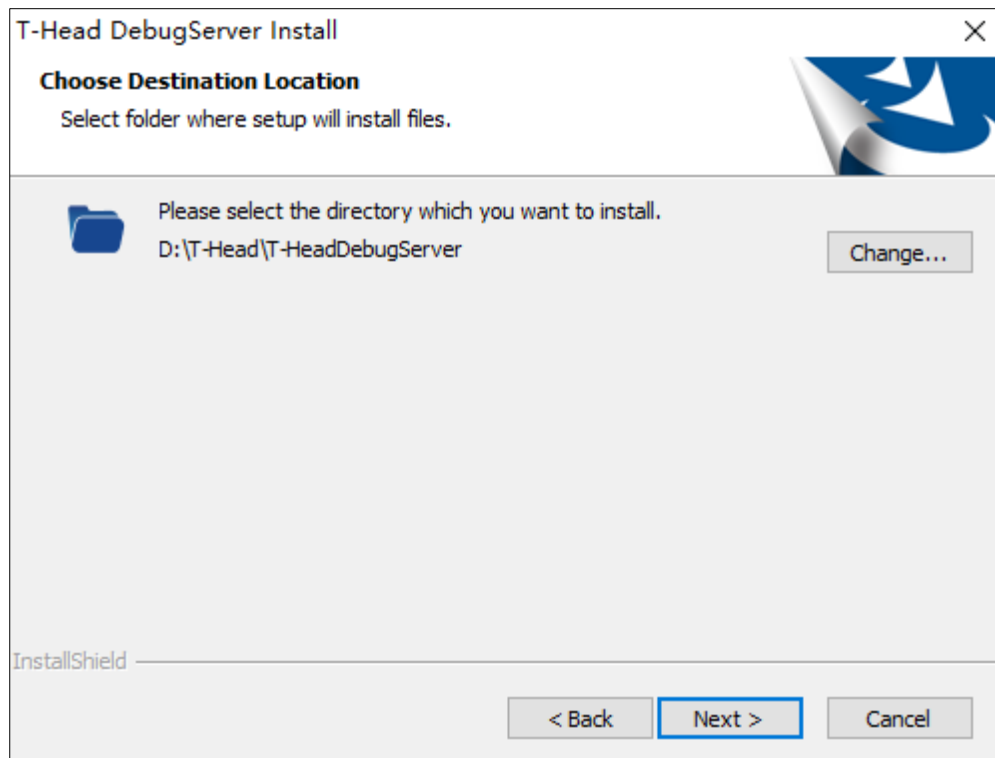 T-Head DebugServer Install
Choose Destination Location
Select folder where setup will install files.
Please select the directory which you want to install.
D:\T-Head\T-HeadDebugServer
Change...
InstallShield
< Back
Next >
Cancel